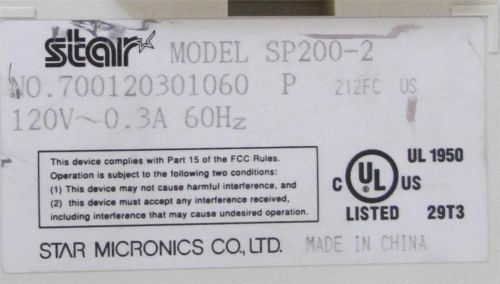 star MODEL SP200-2
NO.700120301060 P 212FC US
120V~0.3A 60Hz
This device complies with Part 15 of the FCC Rules.
Operation is subject to the following two conditions:
(1) This device may not cause harmful interference, and
(2) this device must accept any interference received,
including interference that may cause undesired operation.
UL 1950
C UL US
LISTED 29T3
STAR MICRONICS CO., LTD. MADE IN CHINA